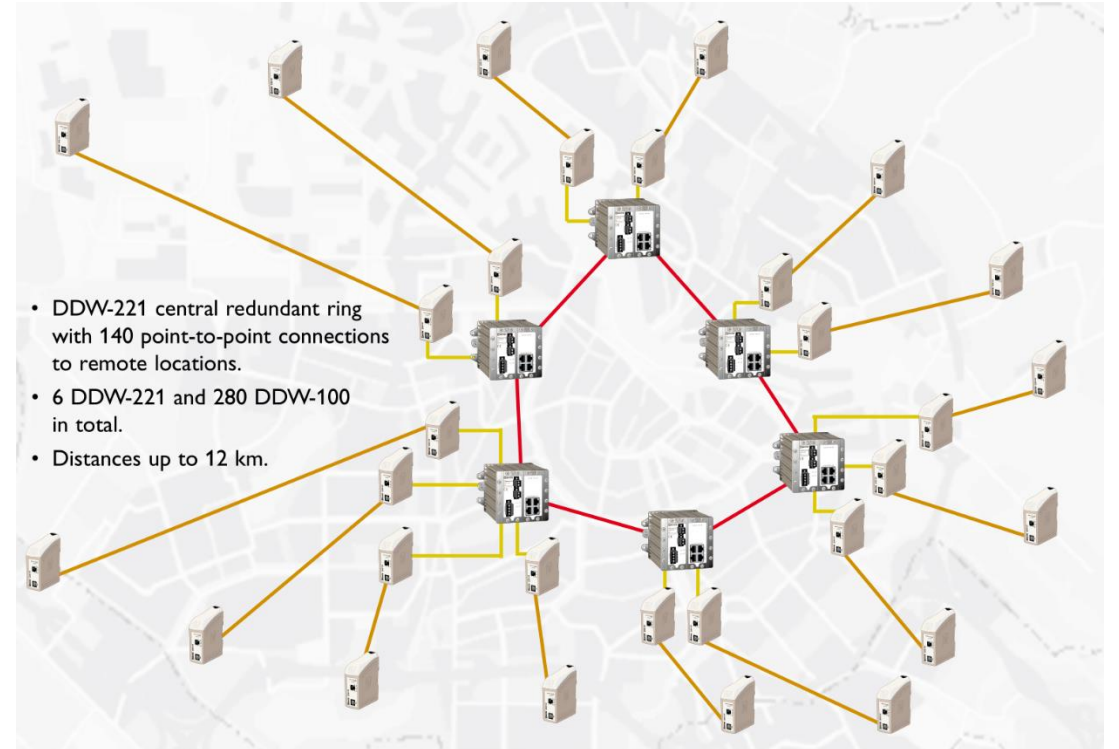 • DDW-221 central redundant ring
with 140 point-to-point connections
to remote locations.
• 6 DDW-221 and 280 DDW-100
in total.
• Distances up to 12 km.